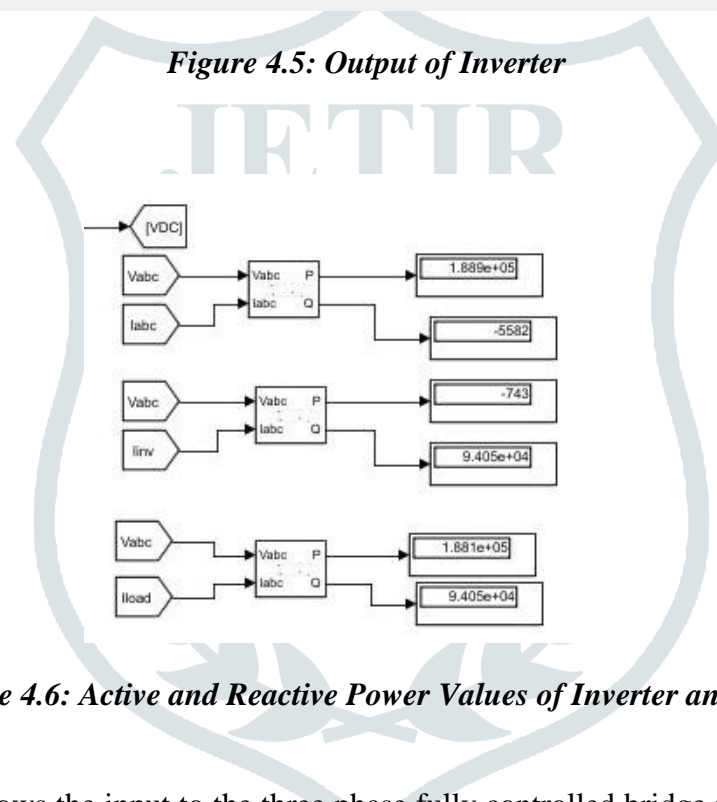 Figure 4.5: Output of Inverter
JETIR
[VDC]
Vabc Vabc P 1.889e+05
Iabc Iabc Q -5582
Vabc Vabc P -743
Iinv Iabc Q 9.405e+04
Vabc Vabc P 1.881e+05
Iload Iabc Q 9.405e+04
e 4.6: Active and Reactive Power Values of Inverter an
ows the input to the three phase fully controlled bridge